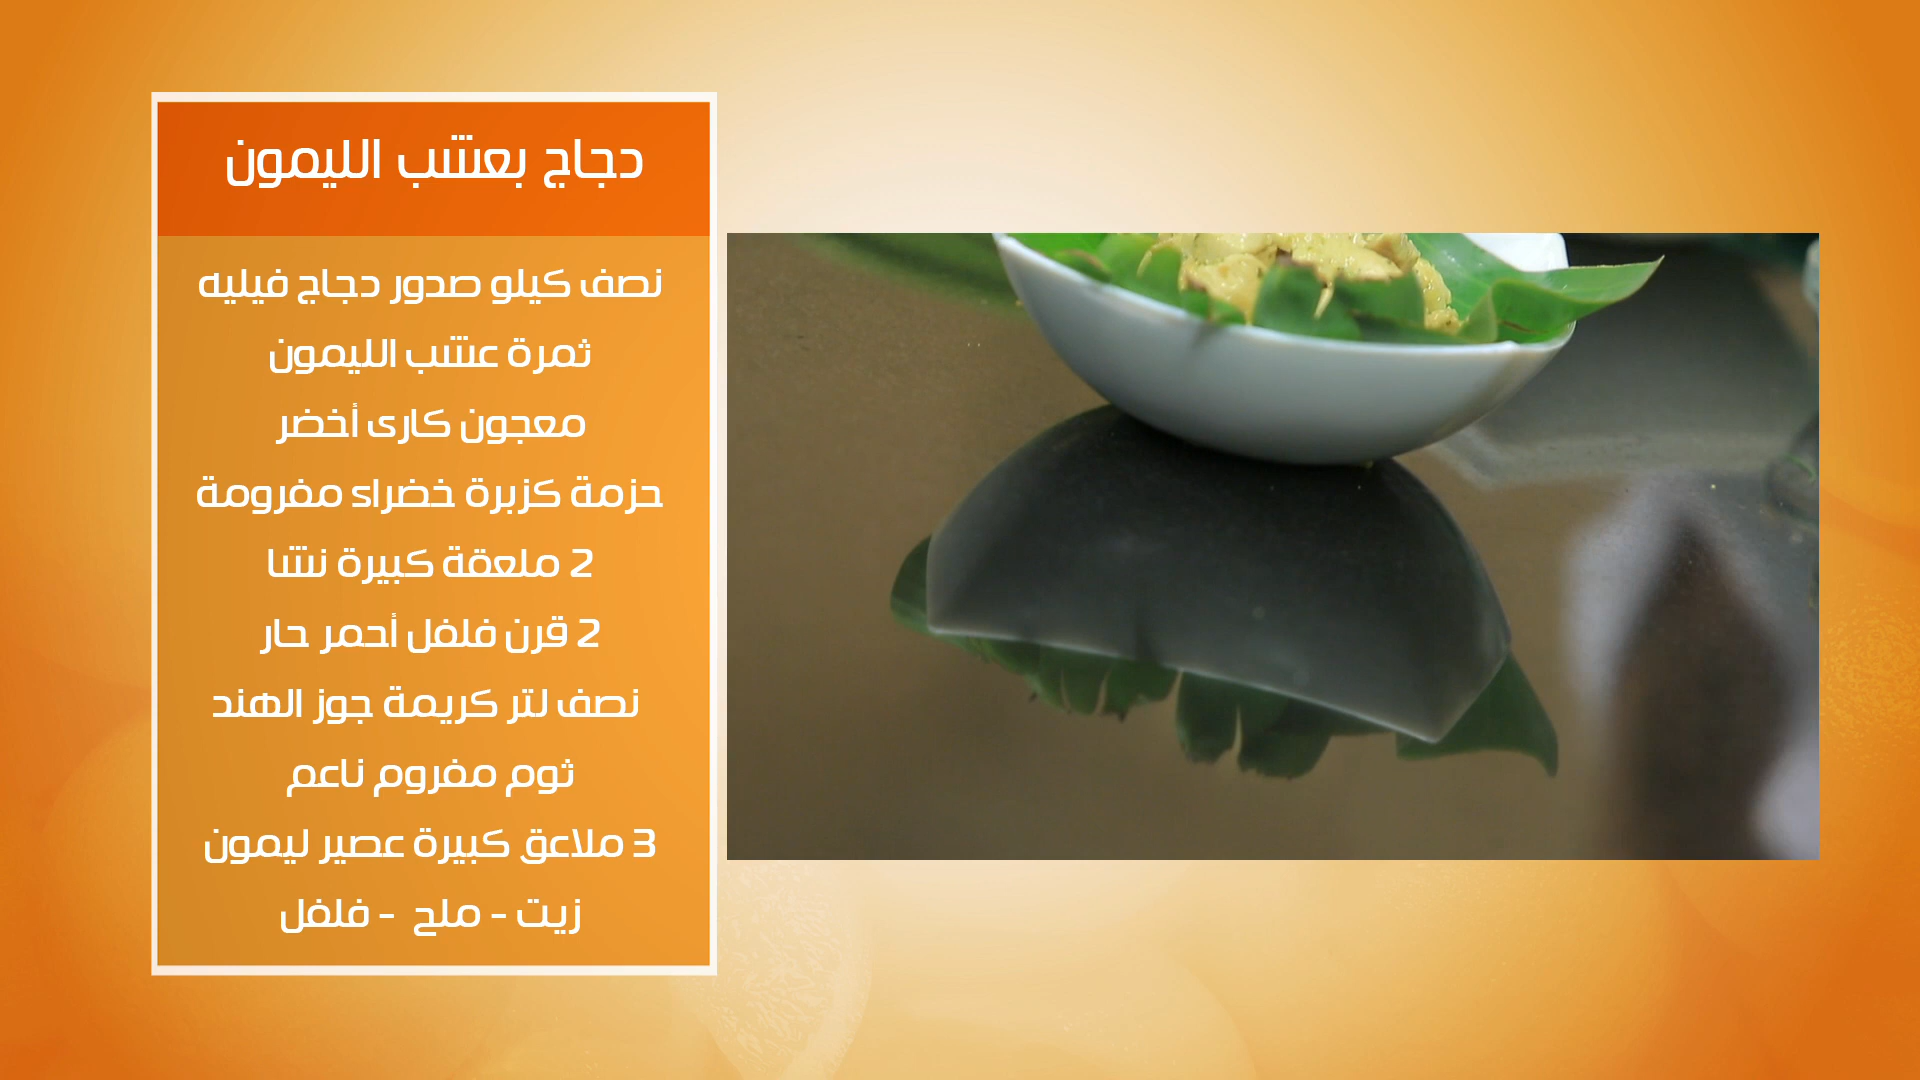 دجاج بعشب الليمون
نصف كيلو صدور دجاج فيليه
ثمرة عشب الليمون
معجون كارى أخضر
حزمة كزبرة خضراء مفرومة
2 ملعقة كبيرة نشا
2 قرن فلفل أحمر حار
نصف لتر كريمة جوز الهند
ثوم مفروم ناعم
3 ملاعق كبيرة عصير ليمون
زيت - ملح - فلفل